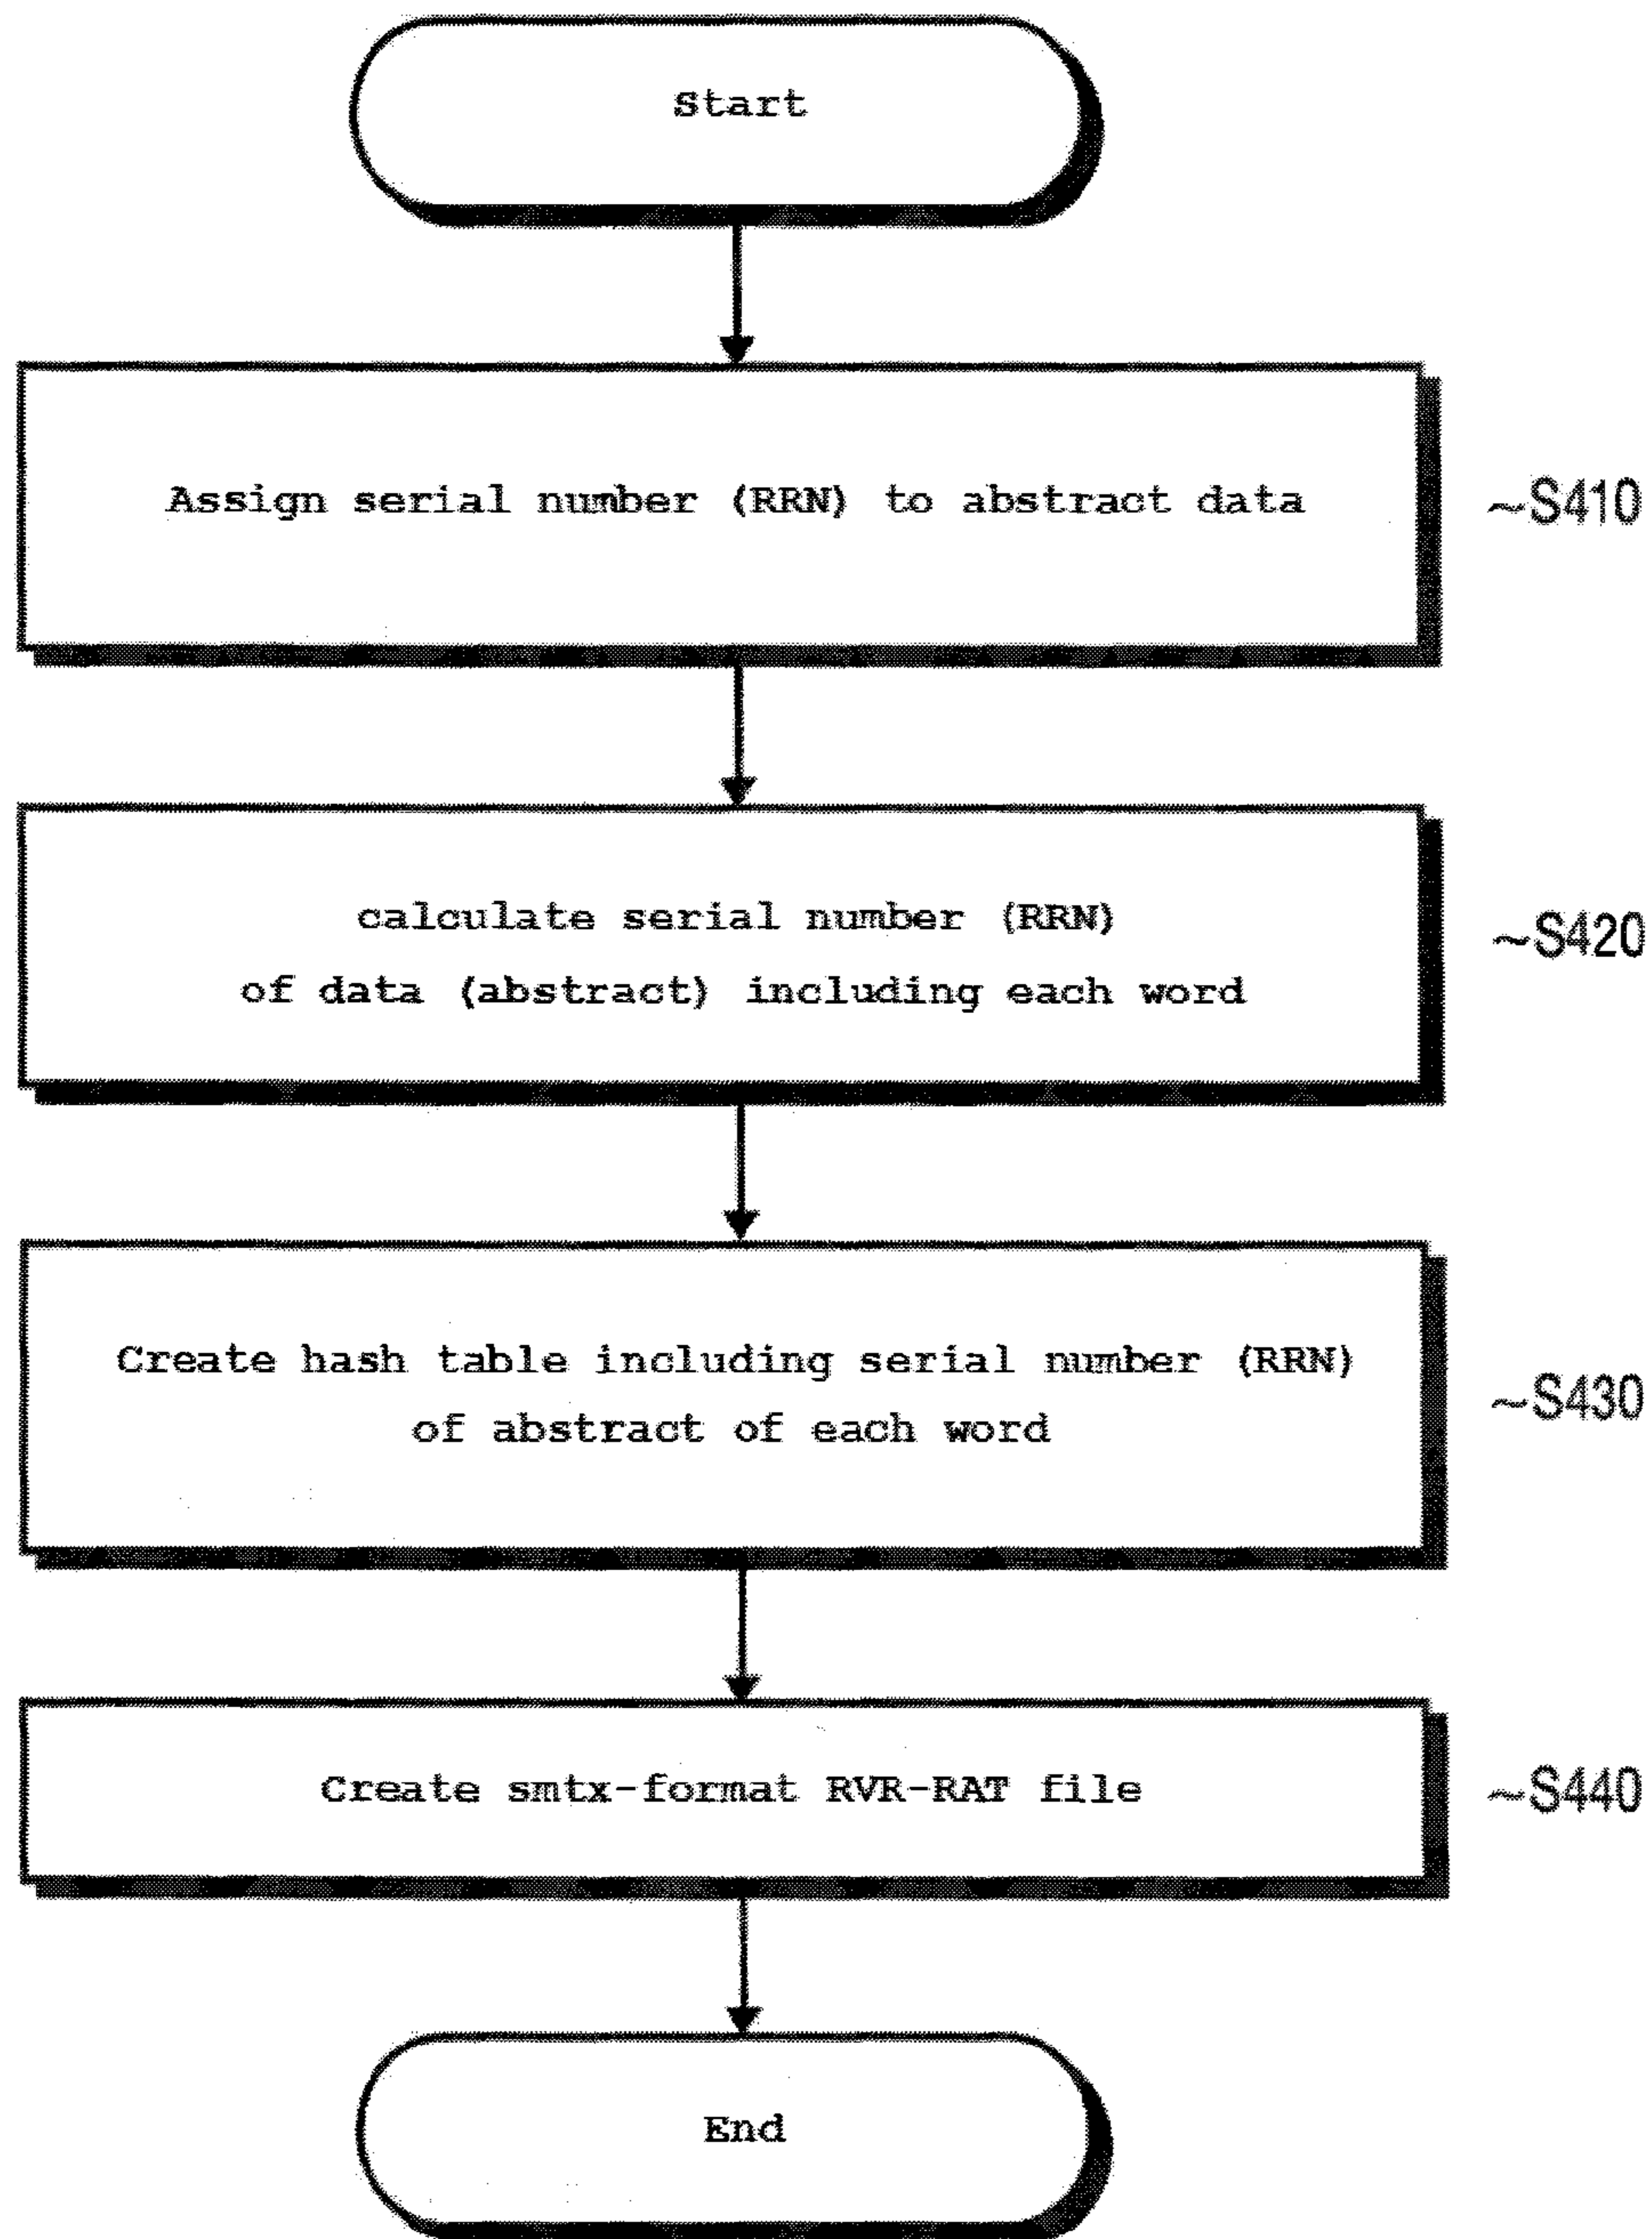 Start
Assign serial number (RRN) to abstract data
~S410
calculate serial number (RRN)
of data (abstract) including each word
~S420
Create hash table including serial number (RRN)
of abstract of each word
~S430
Create smtx-format RVR-RAT file
~S440
End